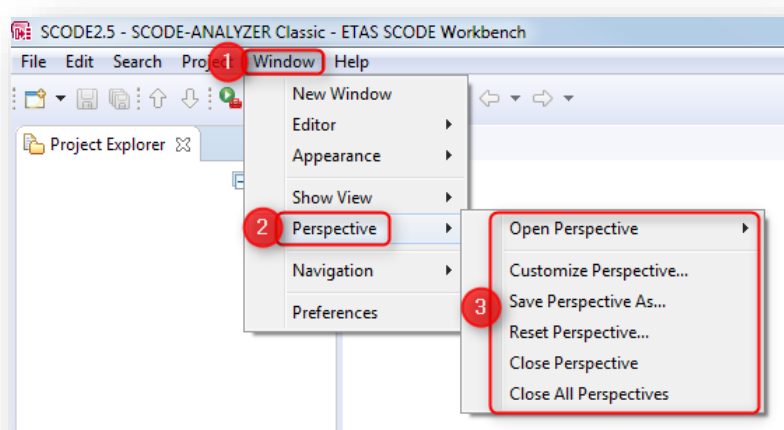 SCODE2.5 - SCODE-ANALYZER Classic - ETAS SCODE Workbench
File Edit Search Project Window Help
1
New Window
Editor
Appearance
Project Explorer
Show View
2 Perspective
Open Perspective
Navigation
Customize Perspective...
3 Save Perspective As...
Preferences
Reset Perspective...
Close Perspective
Close All Perspectives